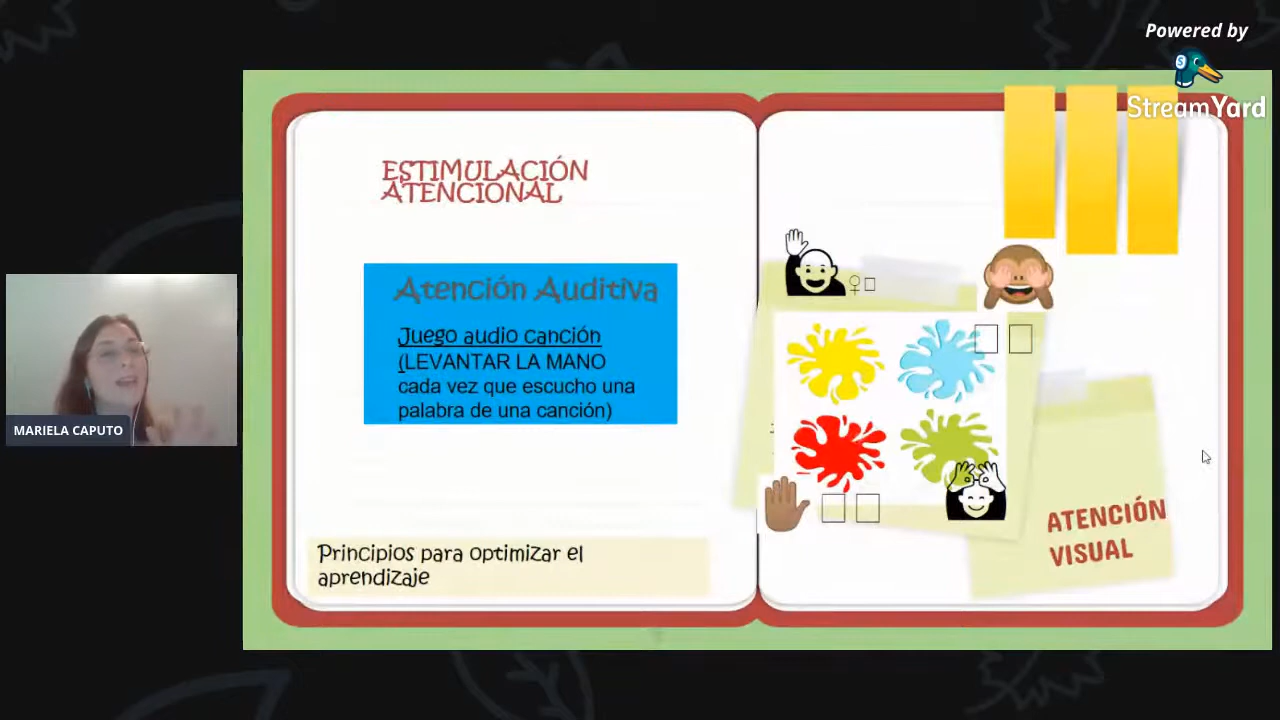 Powered by
StreamYard
ESTIMULACIÓN
ATENCIONAL
Atención Auditiva
Juego audio canción
(LEVANTAR LA MANO
cada vez que escucho una
palabra de una canción)
Principios para optimizar el
aprendizaje
ATENCIÓN
VISUAL
MARIELA CAPUTO